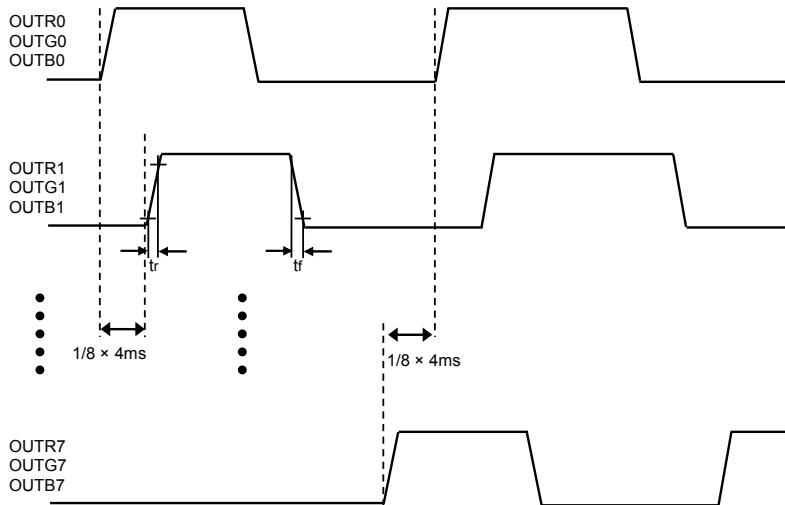 OUTR0
OUTG0
OUTB0
OUTR1
OUTG1
OUTB1
tr
tf
1/8 × 4ms
1/8 × 4ms
OUTR7
OUTG7
OUTB7